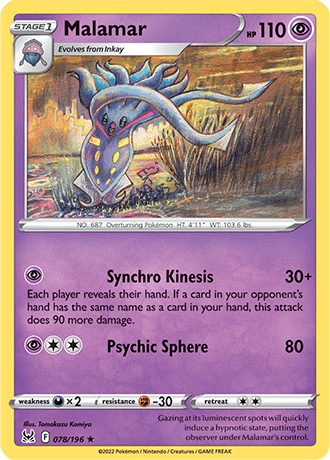 STAGE 1
Malamar
HP 110
Evolves from Inkay
NO. 687 Overturning Pokémon HT: 4'11" WT: 103.6 lbs.
Synchro Kinesis 30+
Each player reveals their hand. If a card in your opponent's
hand has the same name as a card in your hand, this attack
does 90 more damage.
Psychic Sphere 80
Illus. Tomokazu Komiya
weakness ×2 resistance -30 retreat
F 078/196 ★
Gazing at its luminescent spots will quickly
induce a hypnotic state, putting the
observer under Malamar's control.
©2022 Pokémon / Nintendo / Creatures / GAME FREAK